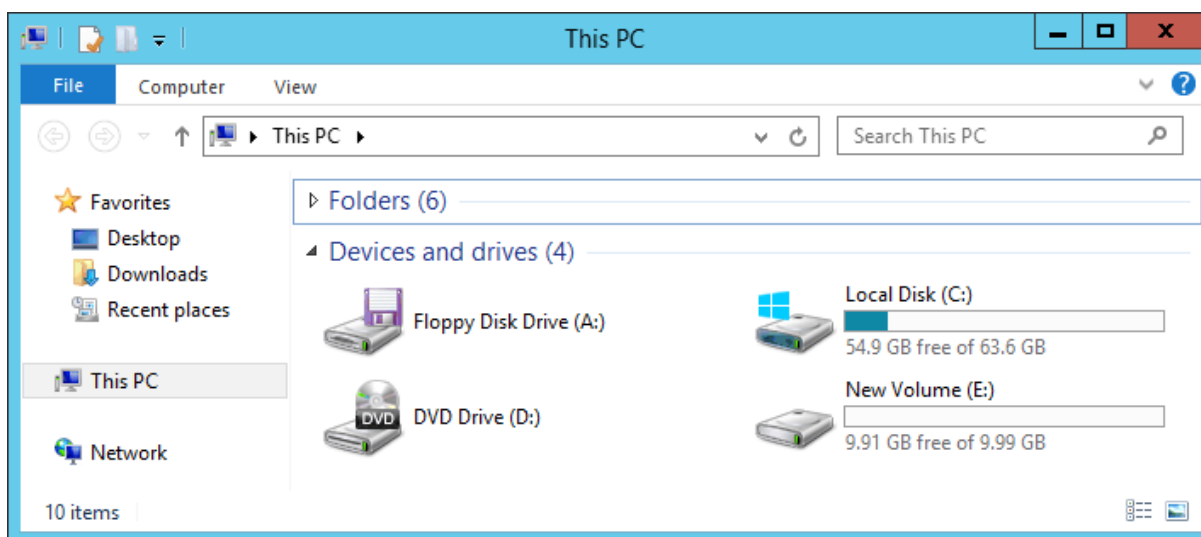 This PC
File Computer View
This PC
Search This PC
Favorites
Desktop
Downloads
Recent places
This PC
Network
Folders (6)
Devices and drives (4)
Floppy Disk Drive (A:)
Local Disk (C:)
54.9 GB free of 63.6 GB
DVD
DVD Drive (D:)
New Volume (E:)
9.91 GB free of 9.99 GB
10 items